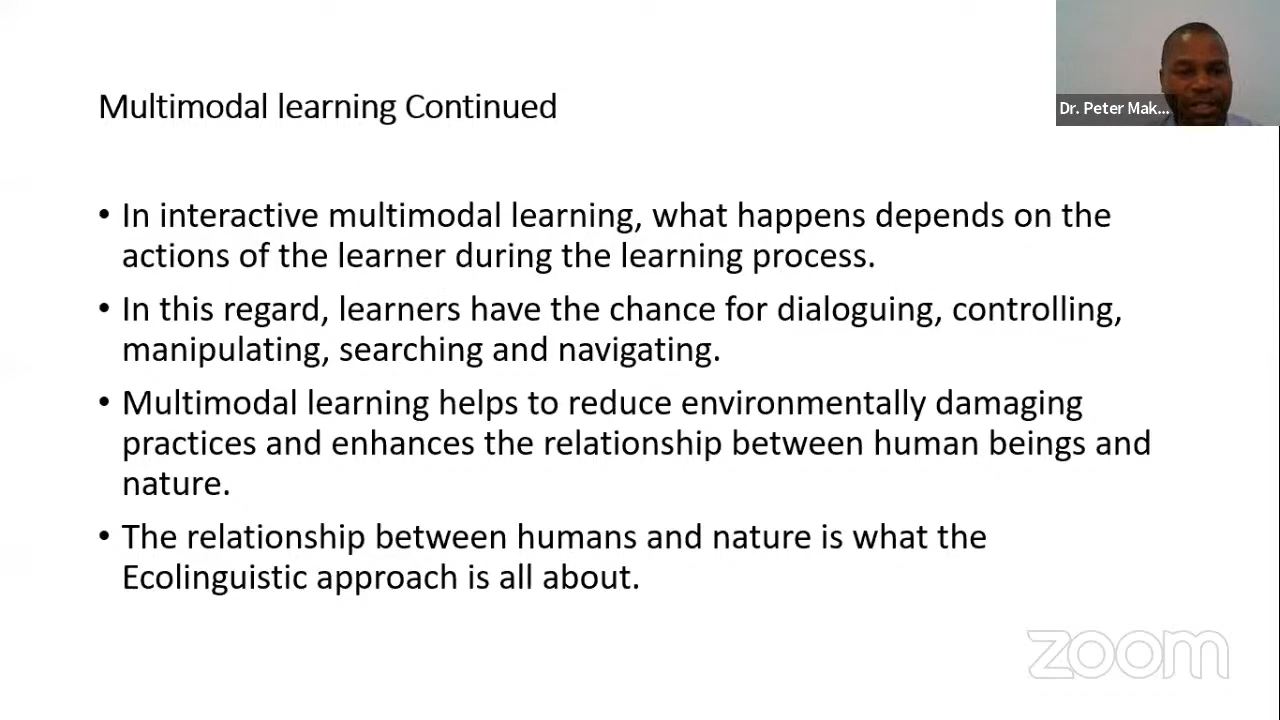 Multimodal learning Continued
Dr. Peter Mak...
• In interactive multimodal learning, what happens depends on the
actions of the learner during the learning process.
• In this regard, learners have the chance for dialoguing, controlling,
manipulating, searching and navigating.
• Multimodal learning helps to reduce environmentally damaging
practices and enhances the relationship between human beings and
nature.
• The relationship between humans and nature is what the
Ecolinguistic approach is all about.
zoom